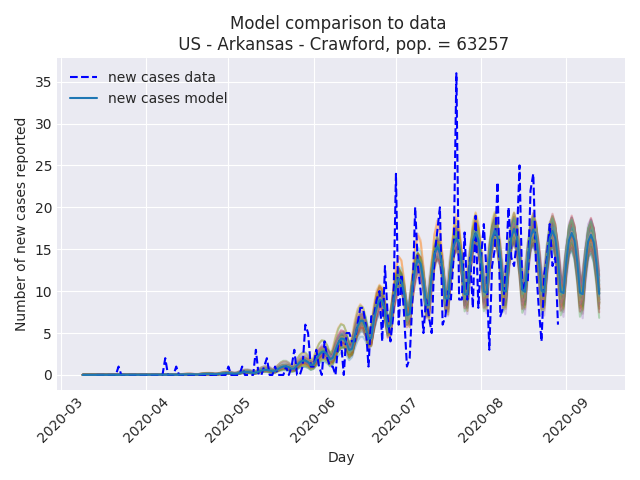 Model comparison to data
US - Arkansas - Crawford, pop. = 63257
new cases data
new cases model
Number of new cases reported
35
30
25
20
15
10
5
0
2020-03
2020-04
2020-05
2020-06
2020-07
2020-08
2020-09
Day